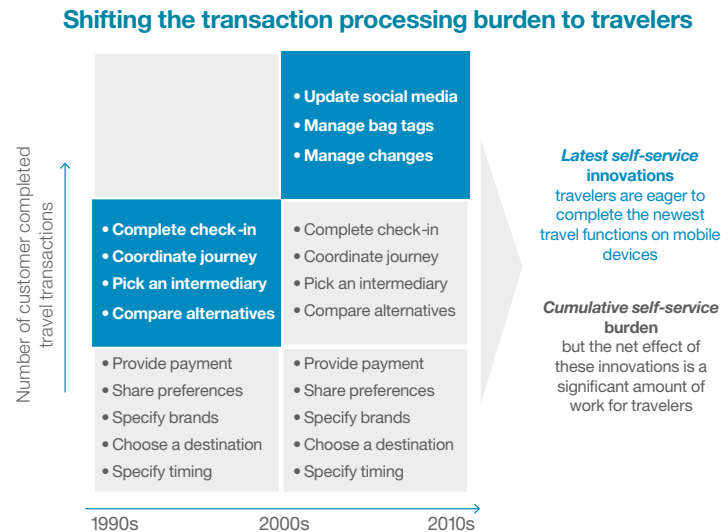 Shifting the transaction processing burden to travelers
Number of customer completed
travel transactions
• Update social media
• Manage bag tags
• Manage changes
• Complete check-in
• Coordinate journey
• Pick an intermediary
• Compare alternatives
• Complete check-in
• Coordinate journey
• Pick an intermediary
• Compare alternatives
• Provide payment
• Share preferences
• Specify brands
• Choose a destination
• Specify timing
• Provide payment
• Share preferences
• Specify brands
• Choose a destination
• Specify timing
1990s
2000s
2010s
Latest self-service
innovations
travelers are eager to
complete the newest
travel functions on mobile
devices
Cumulative self-service
burden
but the net effect of
these innovations is a
significant amount of
work for travelers